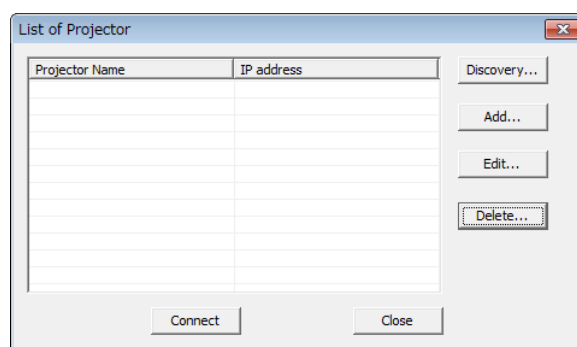 List of Projector
Projector Name IP address
Discovery...
Add...
Edit...
Delete...
Connect Close